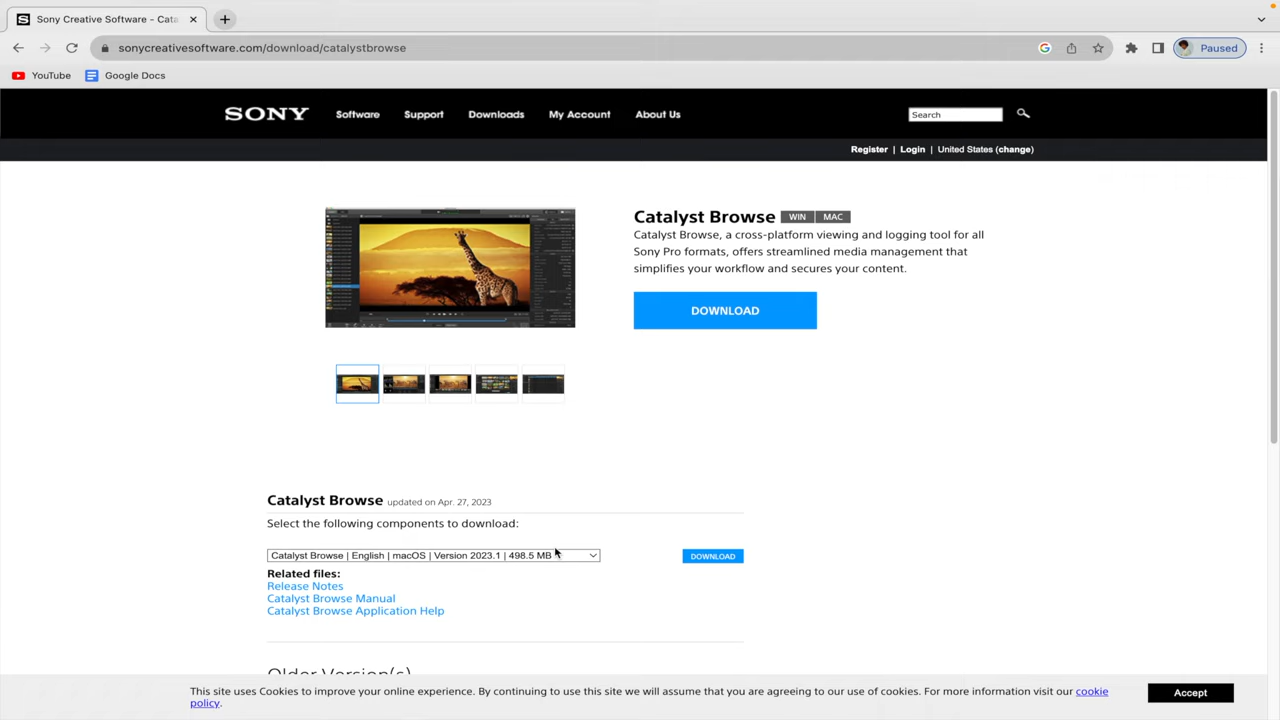 Sony Creative Software – Cata
sonycreativesoftware.com/download/catalystbrowse
Paused
YouTube
Google Docs
SONY
Software
Support
Downloads
My Account
About Us
Search
Register | Login | United States (change)
Catalyst Browse WIN MAC
Catalyst Browse, a cross-platform viewing and logging tool for all
Sony Pro formats, offers streamlined media management that
simplifies your workflow and secures your content.
DOWNLOAD
Catalyst Browse updated on Apr. 27, 2023
Select the following components to download:
Catalyst Browse | English | macOS | Version 2023.1 | 498.5 MB
DOWNLOAD
Related files:
Release Notes
Catalyst Browse Manual
Catalyst Browse Application Help
Older Version(s)
This site uses Cookies to improve your online experience. By continuing to use this site we will assume that you are agreeing to our use of cookies. For more information visit our cookie
policy.
Accept